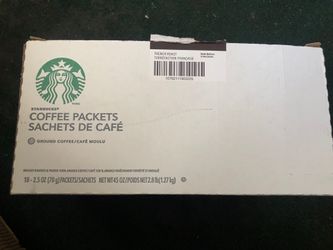 FRENCH ROAST
TORRÉFACTION FRANÇAISE
STARBUCKS
COFFEE PACKETS
SACHETS DE CAFÉ
GROUND COFFEE/CAFÉ MOULU
18 - 2.5 OZ (70 g) PACKETS/SACHETS NET WT 45 OZ/POIDS NET 2.8 lb (1.27 kg)